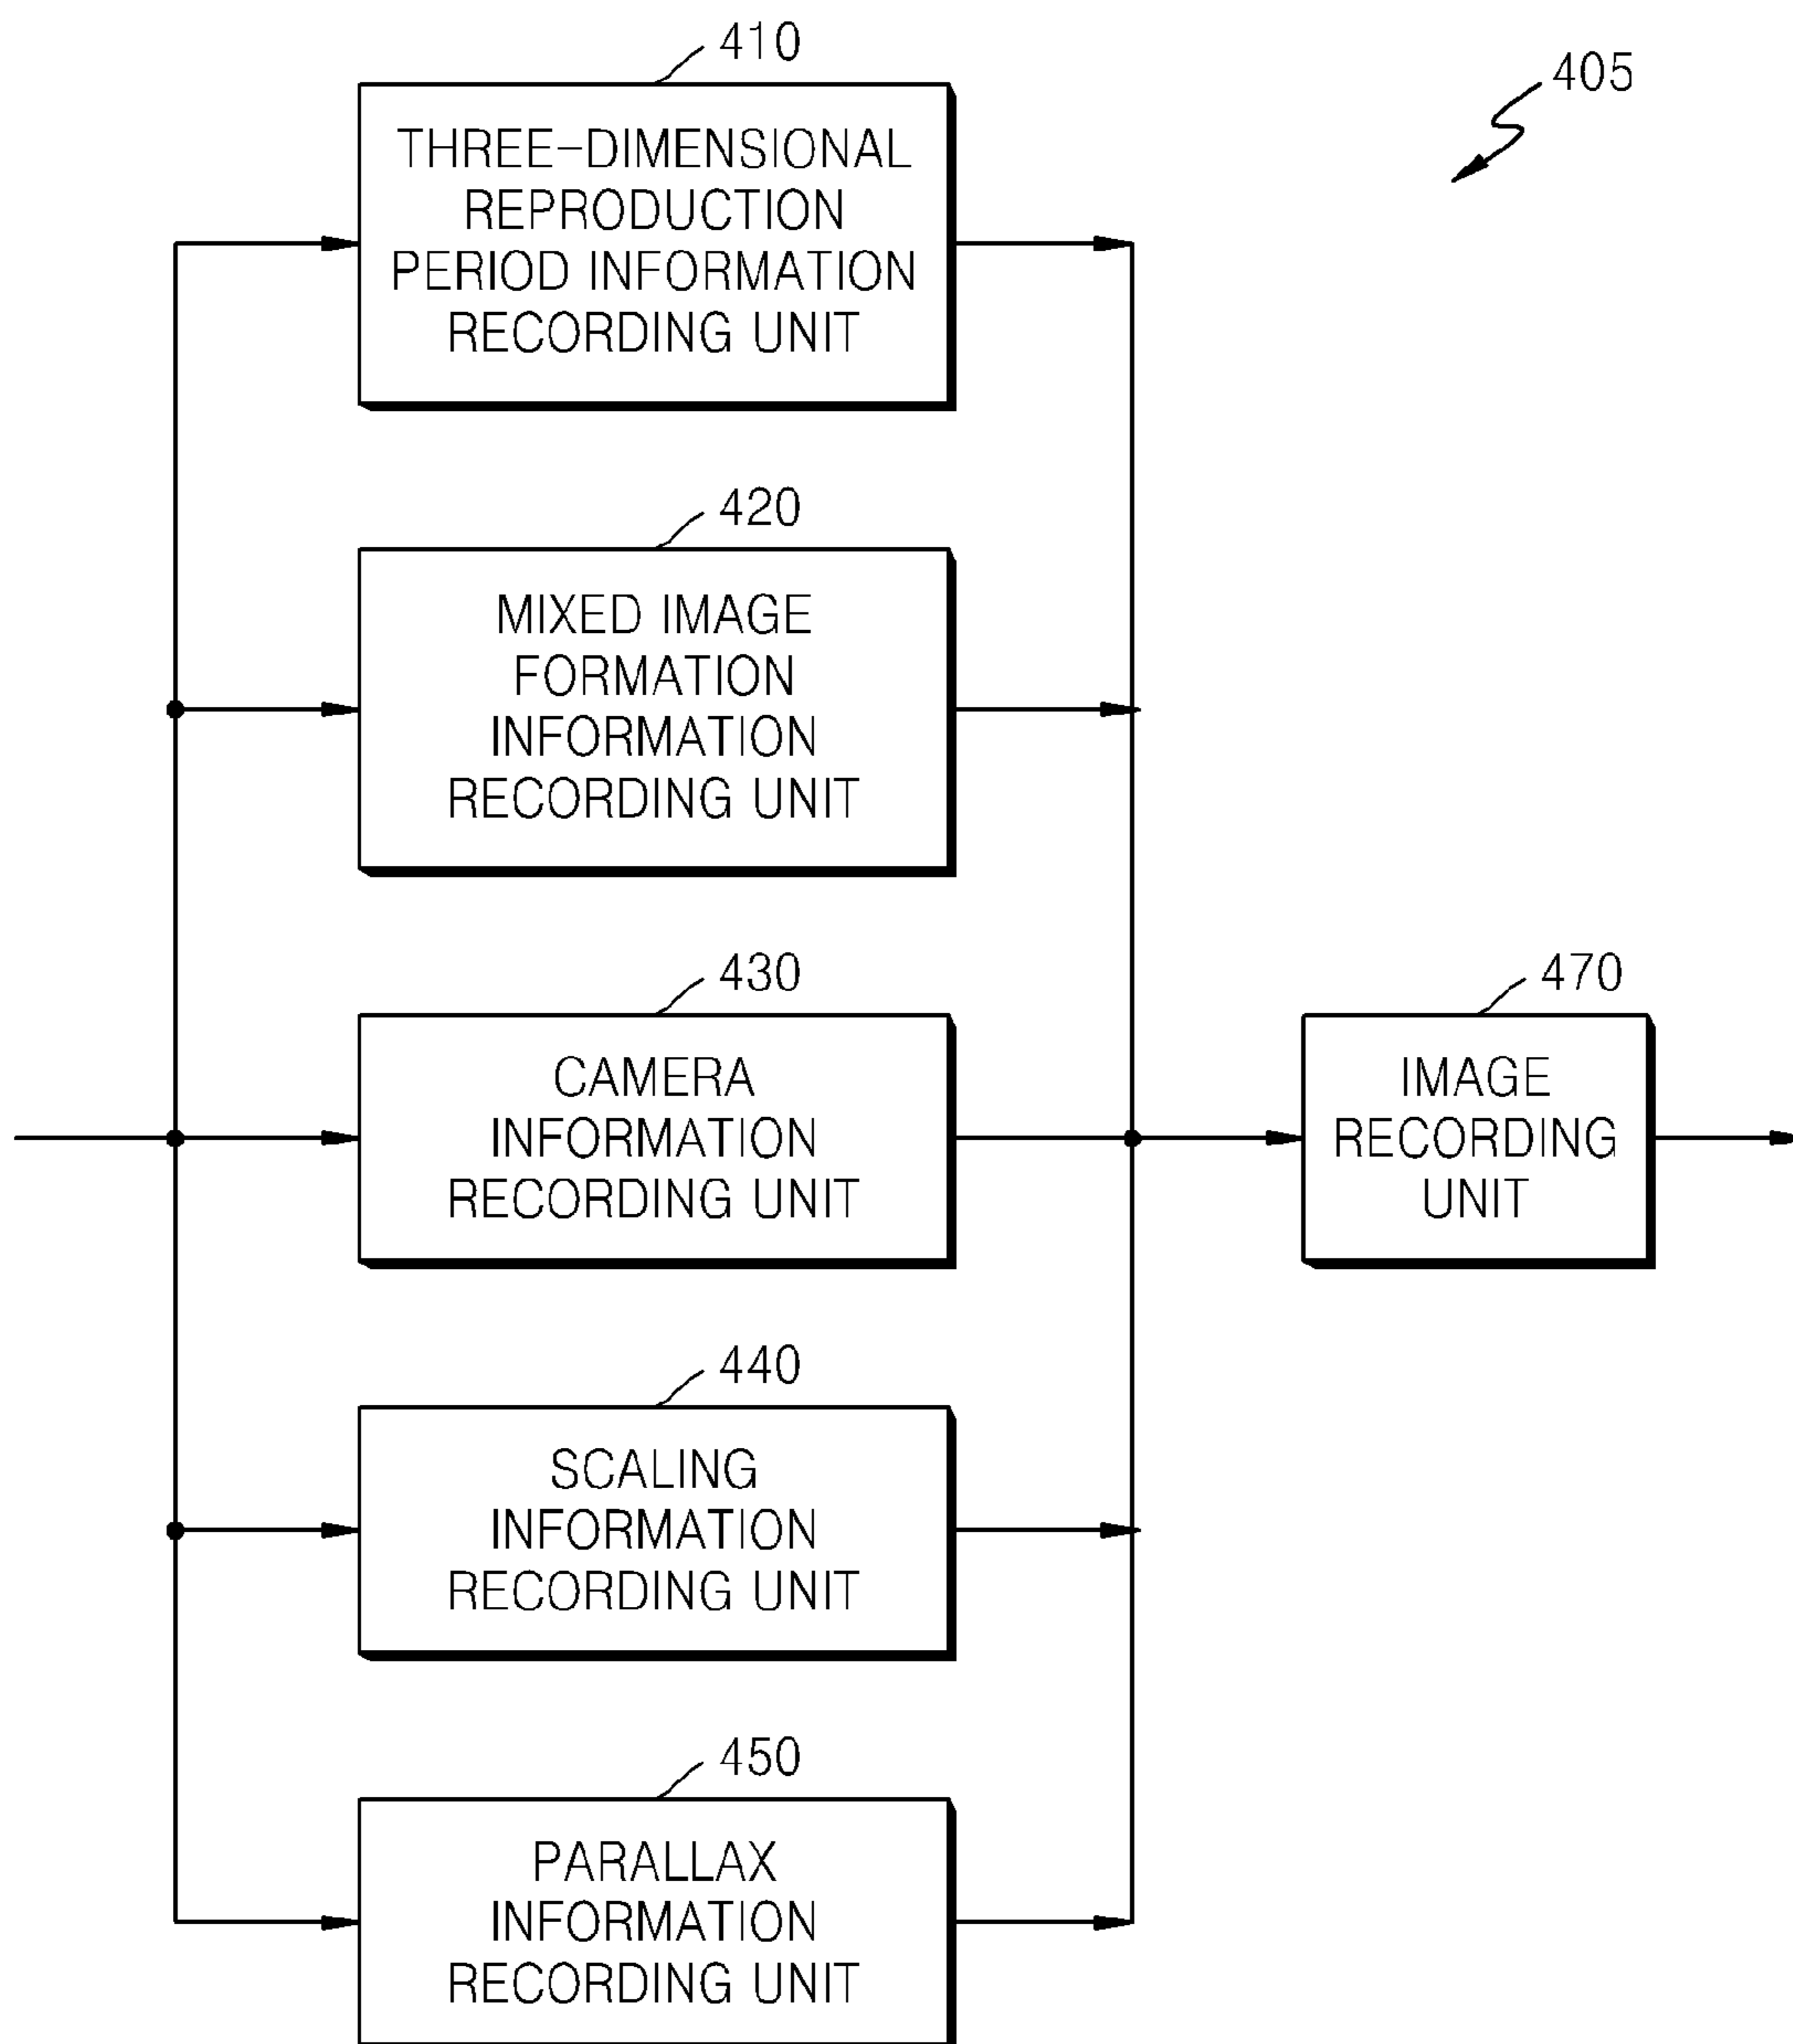 410
405
THREE-DIMENSIONAL
REPRODUCTION
PERIOD INFORMATION
RECORDING UNIT
420
MIXED IMAGE
FORMATION
INFORMATION
RECORDING UNIT
430
CAMERA
INFORMATION
RECORDING UNIT
470
IMAGE
RECORDING
UNIT
440
SCALING
INFORMATION
RECORDING UNIT
450
PARALLAX
INFORMATION
RECORDING UNIT